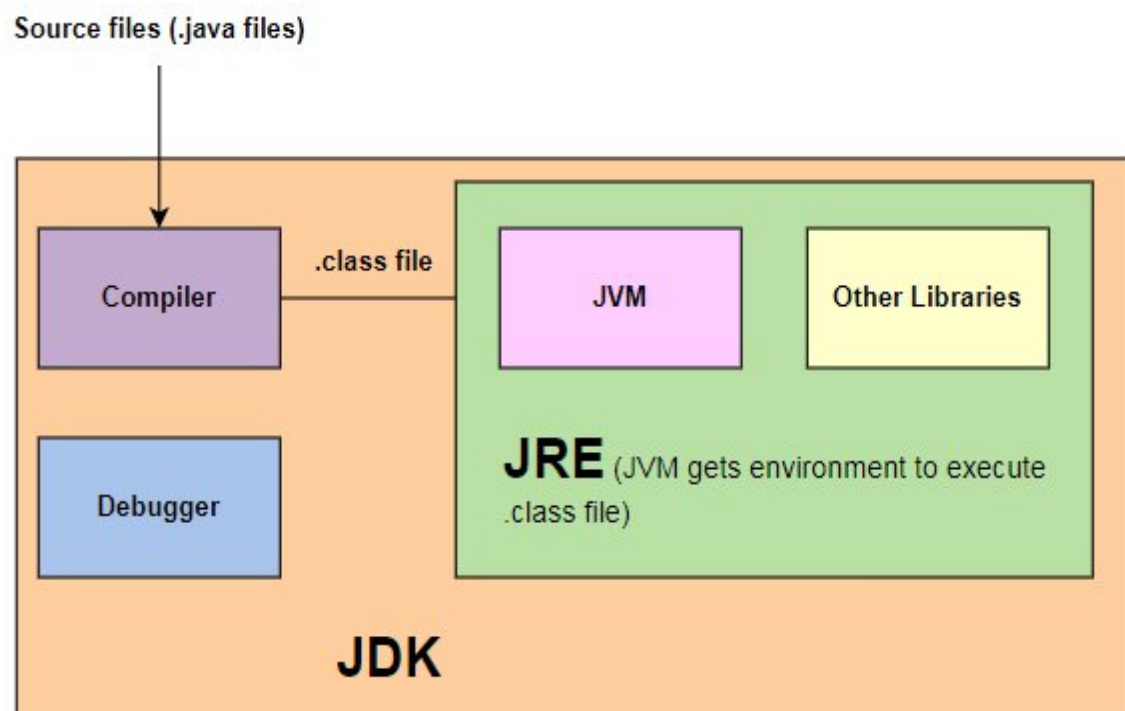 Source files (.java files)
.class file
Compiler
JVM
Other Libraries
JRE (JVM gets environment to execute
.class file)
Debugger
JDK